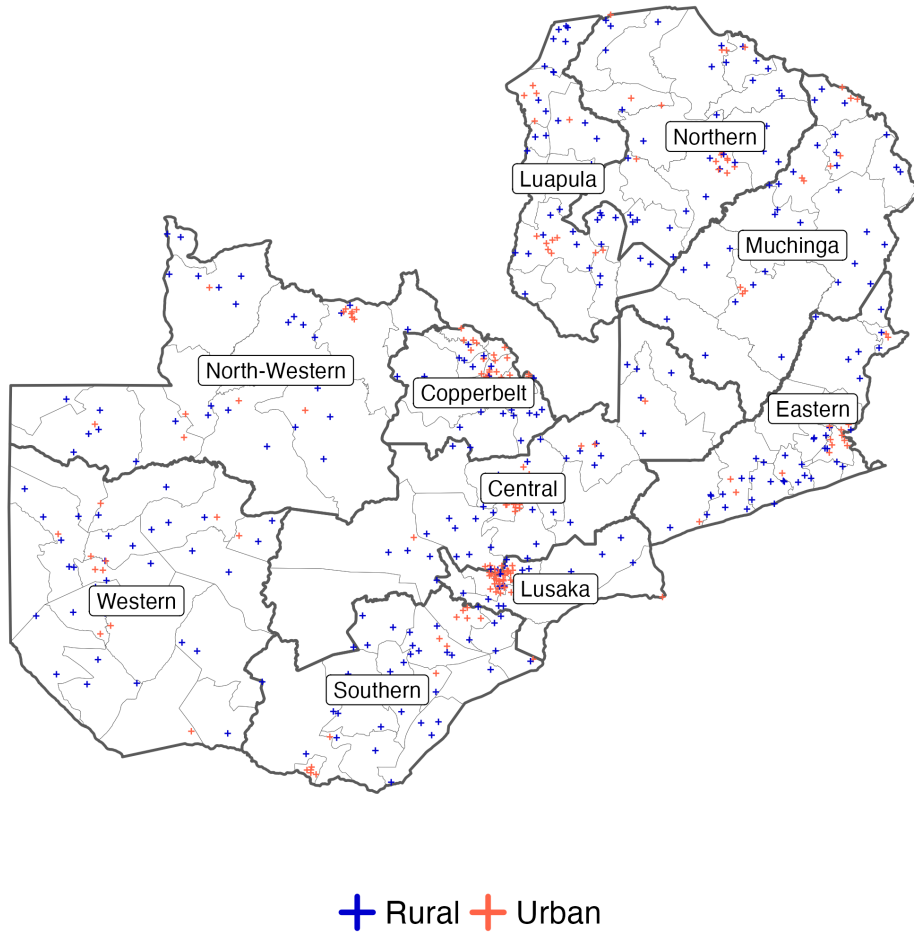 Northern
Luapula
Muchinga
North-Western
Copperbelt
Eastern
Central
Lusaka
Western
Southern
Rural Urban